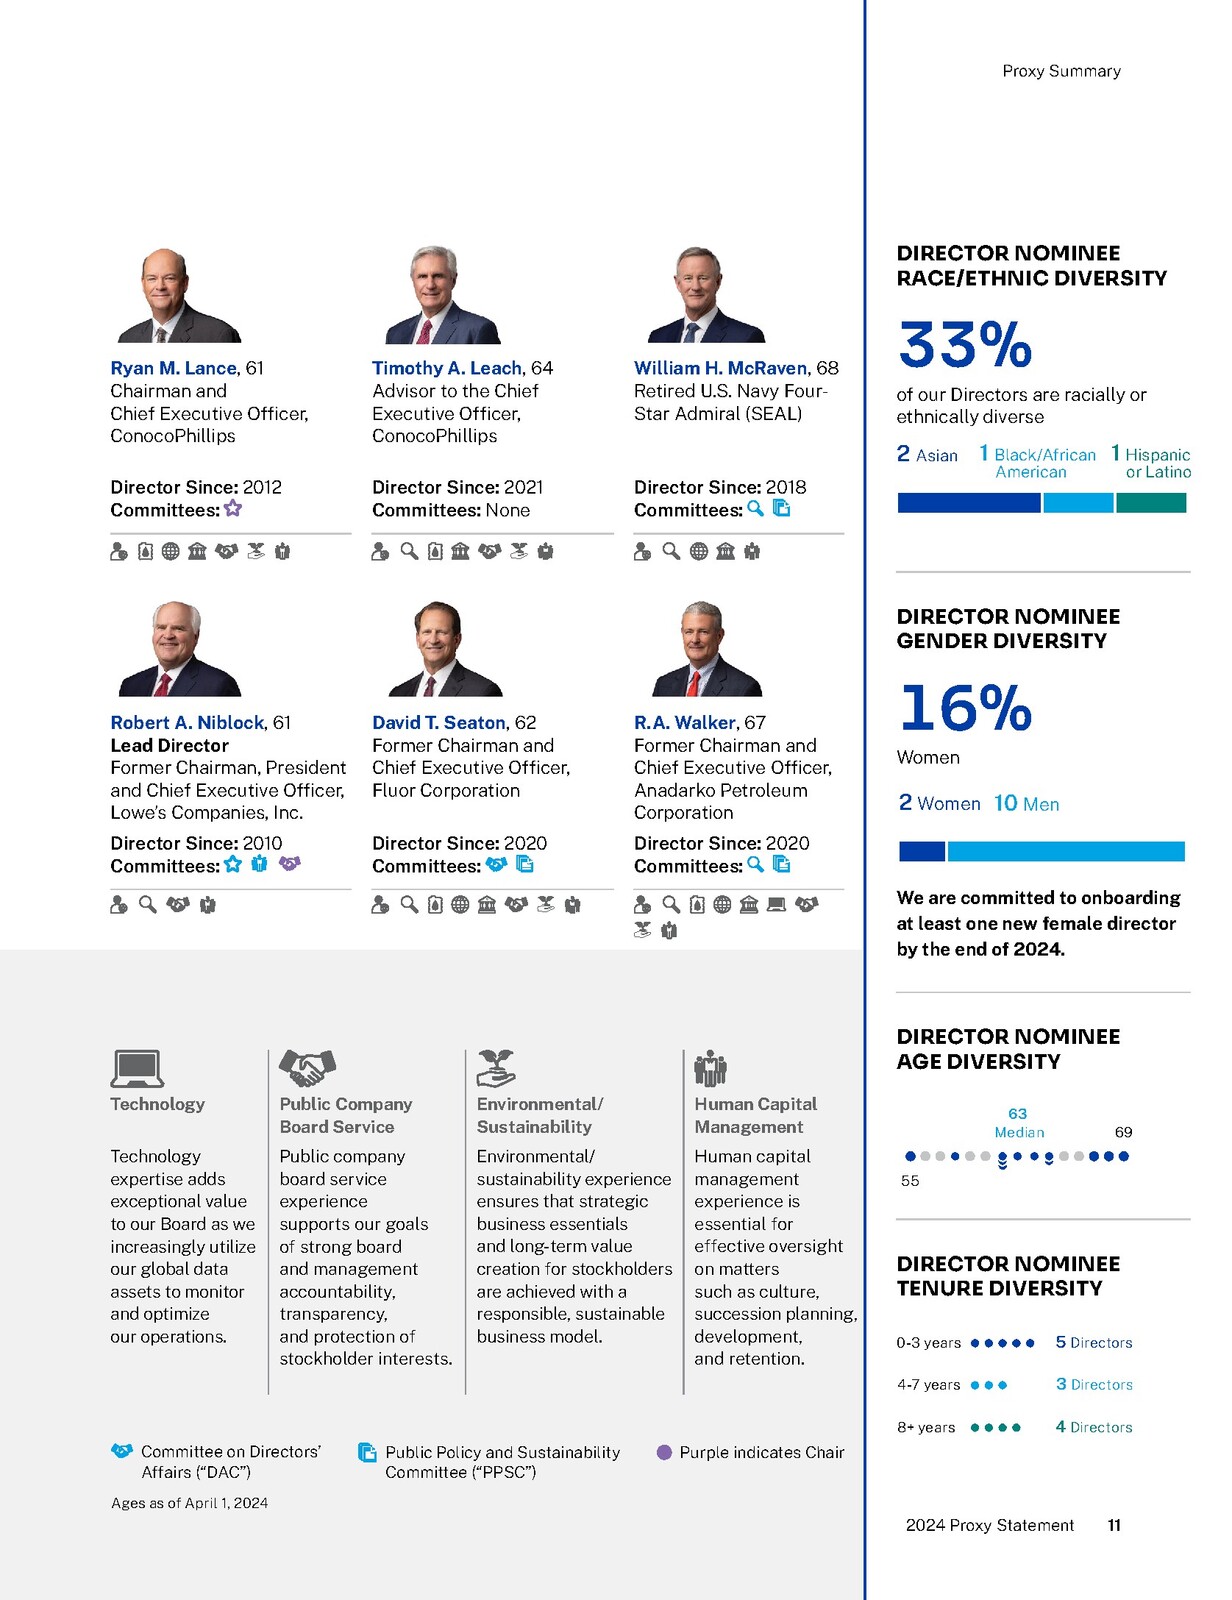 Proxy Summary
Ryan M. Lance, 61
Chairman and
Chief Executive Officer,
ConocoPhillips
Director Since: 2012
Committees:
Timothy A. Leach, 64
Advisor to the Chief
Executive Officer,
ConocoPhillips
Director Since: 2021
Committees: None
William H. McRaven, 68
Retired U.S. Navy Four-
Star Admiral (SEAL)
Director Since: 2018
Committees:
Robert A. Niblock, 61
Lead Director
Former Chairman, President
and Chief Executive Officer,
Lowe's Companies, Inc.
Director Since: 2010
Committees:
David T. Seaton, 62
Former Chairman and
Chief Executive Officer,
Fluor Corporation
Director Since: 2020
Committees:
R.A. Walker, 67
Former Chairman and
Chief Executive Officer,
Anadarko Petroleum
Corporation
Director Since: 2020
Committees:
Technology
Technology
expertise adds
exceptional value
to our Board as we
increasingly utilize
our global data
assets to monitor
and optimize
our operations.
Public Company
Board Service
Public company
board service
experience
supports our goals
of strong board
and management
accountability,
transparency,
and protection of
stockholder interests.
Environmental/
Sustainability
Environmental/
sustainability experience
ensures that strategic
business essentials
and long-term value
creation for stockholders
are achieved with a
responsible, sustainable
business model.
Human Capital
Management
Human capital
management
experience is
essential for
effective oversight
on matters
such as culture,
succession planning,
development,
and retention.
Committee on Directors'
Affairs ("DAC")
Public Policy and Sustainability
Committee ("PPSC")
Purple indicates Chair
Ages as of April 1, 2024
DIRECTOR NOMINEE
RACE/ETHNIC DIVERSITY
33%
of our Directors are racially or
ethnically diverse
2 Asian
1 Black/African
American
1 Hispanic
or Latino
DIRECTOR NOMINEE
GENDER DIVERSITY
16%
Women
2 Women 10 Men
We are committed to onboarding
at least one new female director
by the end of 2024.
DIRECTOR NOMINEE
AGE DIVERSITY
63
Median
69
55
DIRECTOR NOMINEE
TENURE DIVERSITY
0-3 years 5 Directors
4-7 years 3 Directors
8+ years 4 Directors
2024 Proxy Statement 11